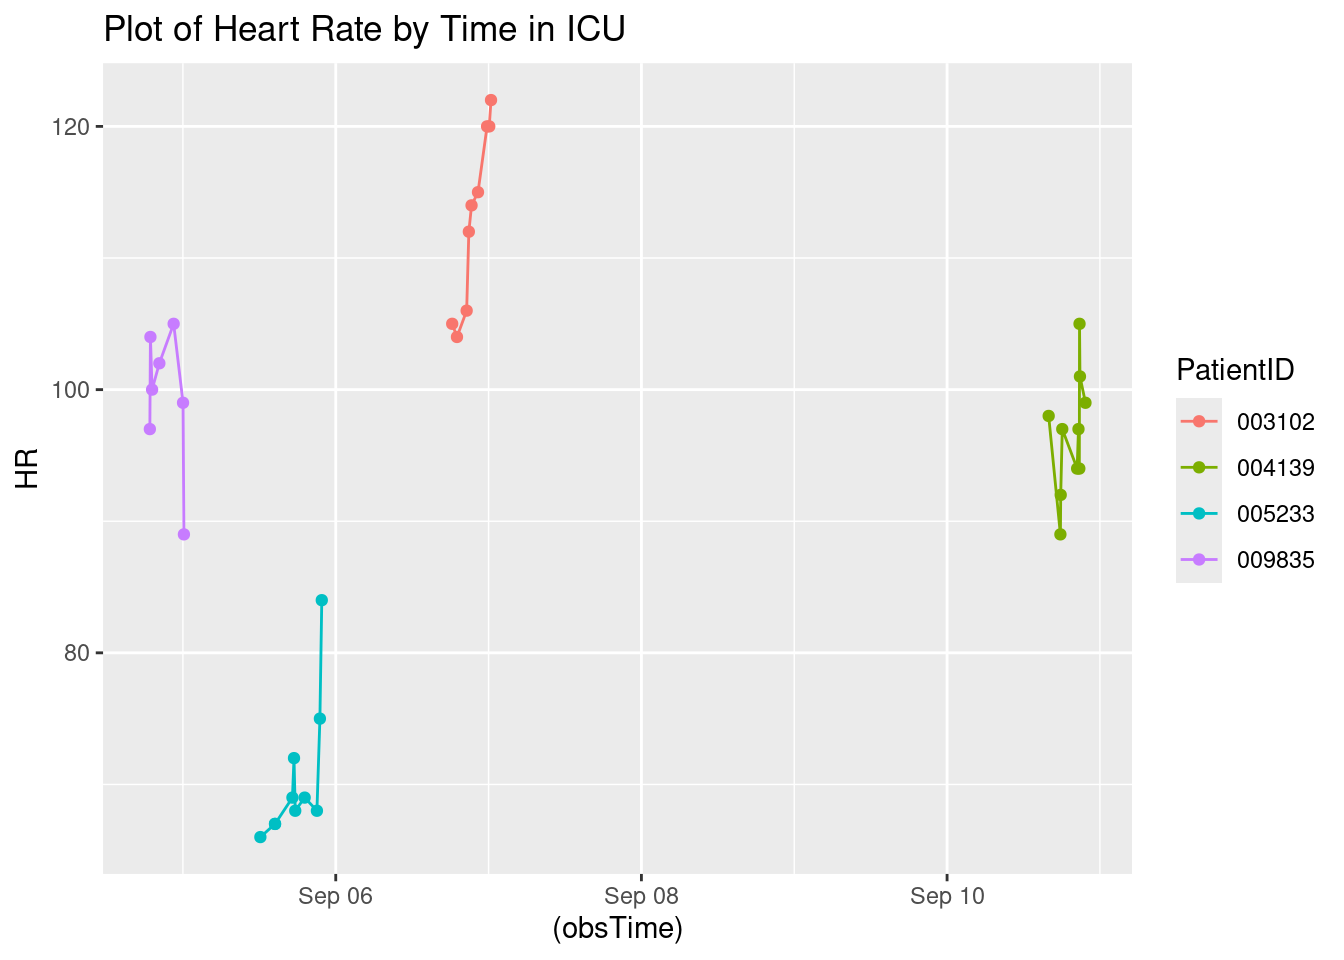 Plot of Heart Rate by Time in ICU
120
100
80
HR
Sep 06
Sep 08
Sep 10
(obsTime)
PatientID
003102
004139
005233
009835